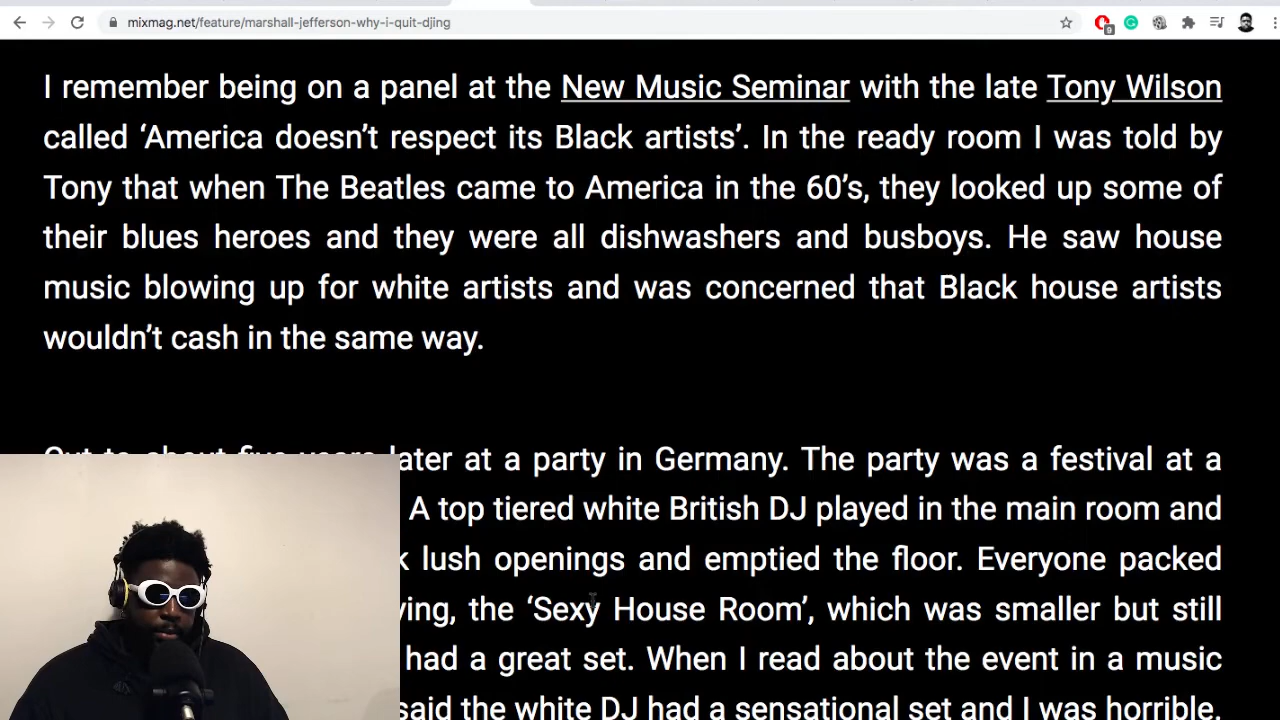 mixmag.net/feature/marshall-jefferson-why-i-quit-djing
9
I remember being on a panel at the New Music Seminar with the late Tony Wilson
called ‘America doesn’t respect its Black artists’. In the ready room I was told by
Tony that when The Beatles came to America in the 60’s, they looked up some of
their blues heroes and they were all dishwashers and busboys. He saw house
music blowing up for white artists and was concerned that Black house artists
wouldn’t cash in the same way.
Cut to about five years later at a party in Germany. The party was a festival at a
A top tiered white British DJ played in the main room and
lush openings and emptied the floor. Everyone packed
the ‘Sexy House Room’, which was smaller but still
had a great set. When I read about the event in a music
said the white DJ had a sensational set and I was horrible.